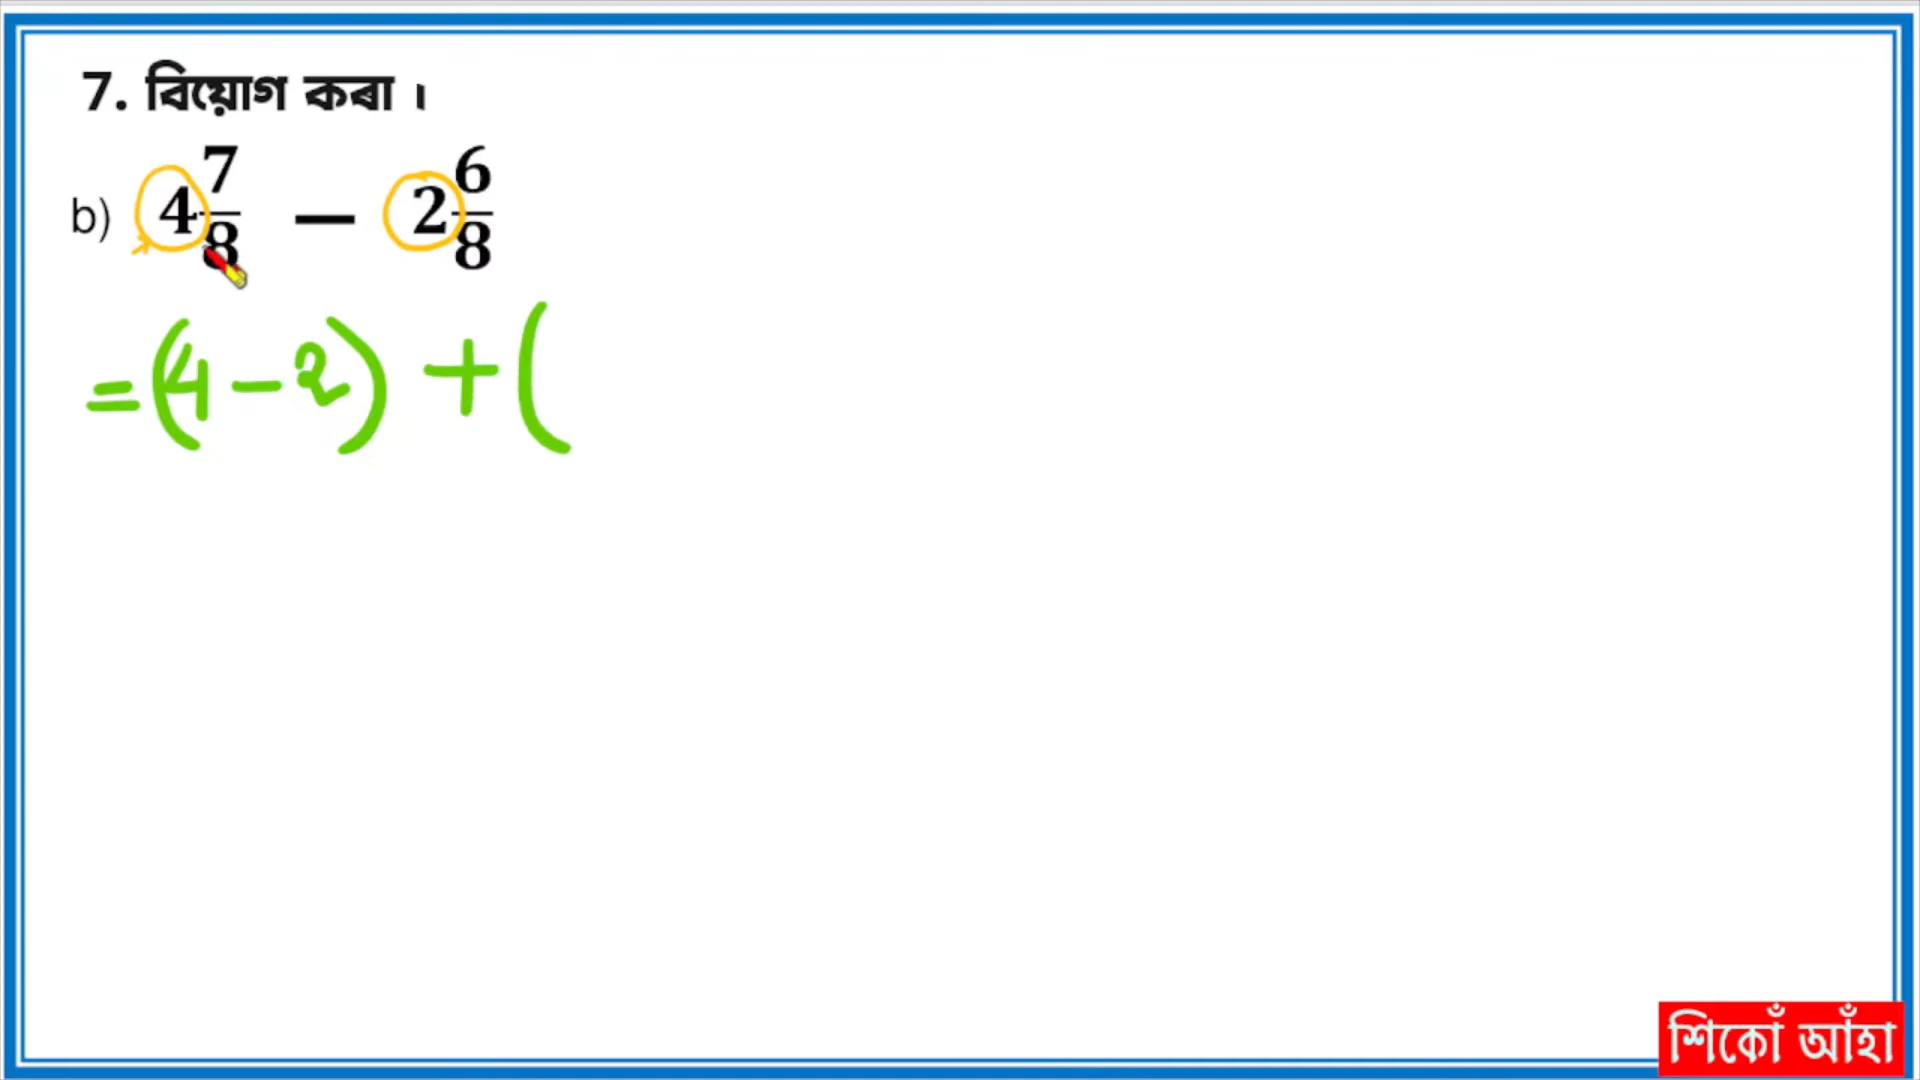 7. বিয়োগ কৰা ।
b) 4 7/8 — 2 6/8
= (4 - 2) + (
শিকোঁ আঁহা